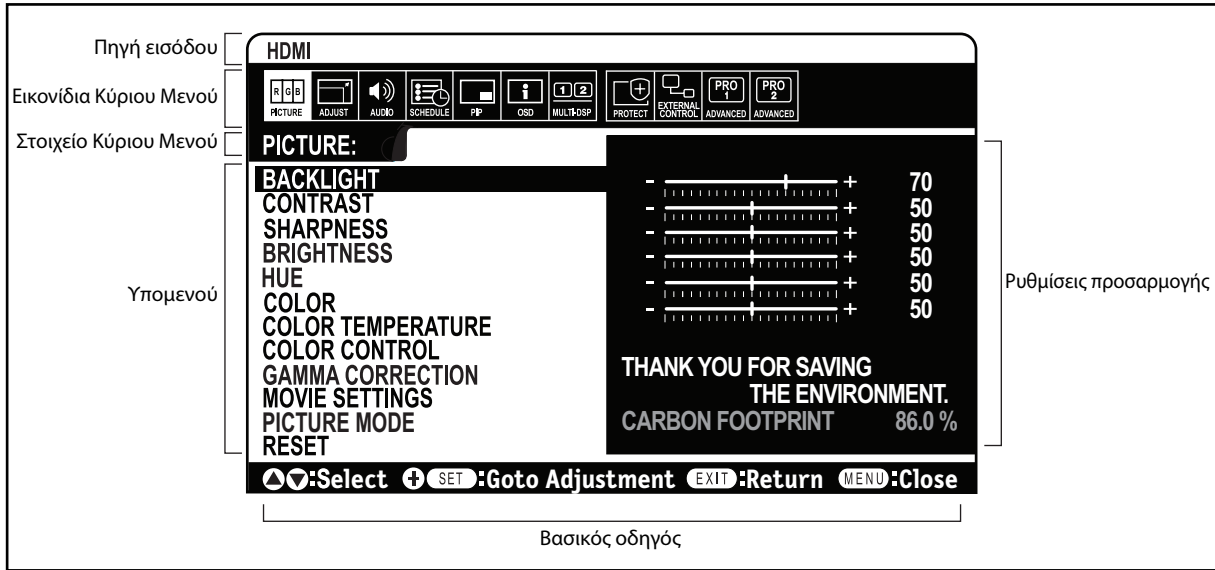 Πηγή εισόδου
HDMI
Εικονίδια Κύριου Μενού
R G B
PICTURE
ADJUST
AUDIO
SCHEDULE
PIP
OSD
1 2
MULTI-DSP
PROTECT
EXTERNAL
CONTROL
PRO
1
ADVANCED
PRO
2
ADVANCED
Στοιχείο Κύριου Μενού
PICTURE:
Υπομενού
BACKLIGHT - + 70
CONTRAST - + 50
SHARPNESS - + 50
BRIGHTNESS - + 50
HUE - + 50
COLOR - + 50
COLOR TEMPERATURE
COLOR CONTROL
GAMMA CORRECTION
MOVIE SETTINGS
PICTURE MODE
RESET
THANK YOU FOR SAVING
THE ENVIRONMENT.
CARBON FOOTPRINT 86.0 %
Ρυθμίσεις προσαρμογής
:Select SET :Goto Adjustment EXIT :Return MENU :Close
Βασικός οδηγός